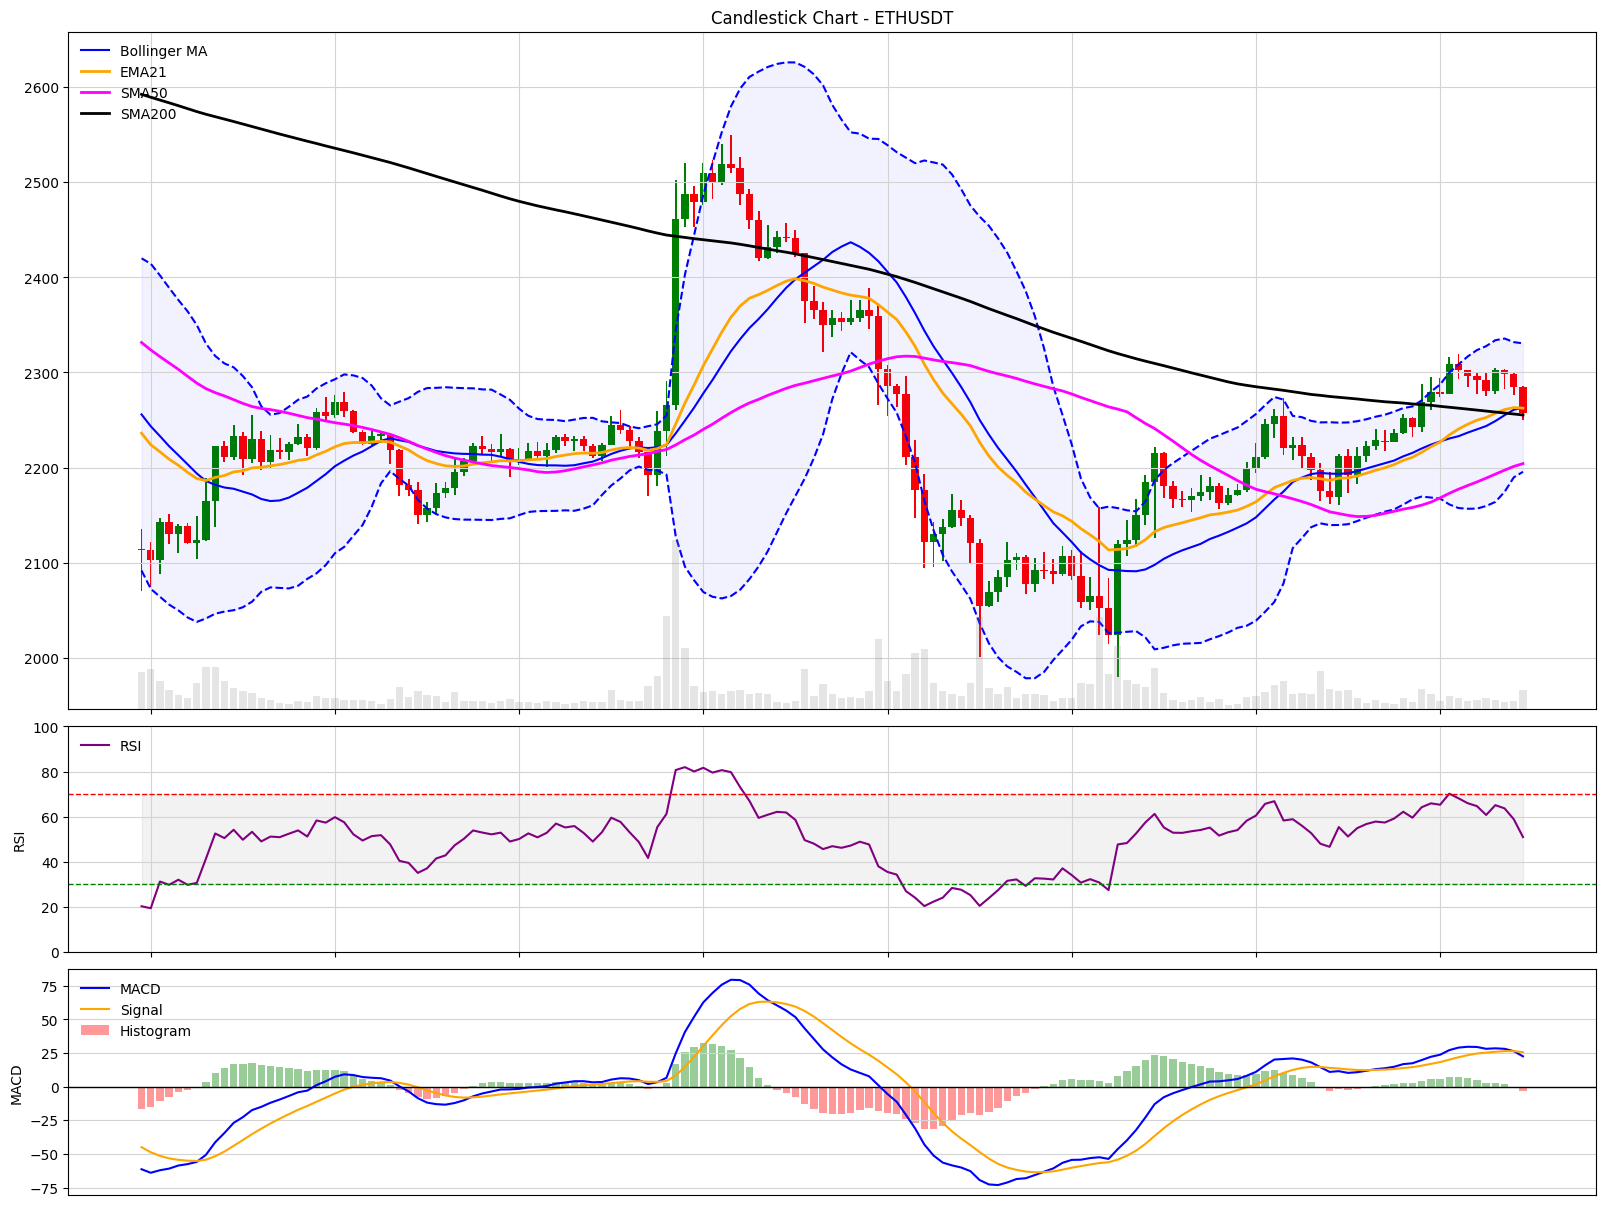 Candlestick Chart - ETHUSDT
Bollinger MA
EMA21
SMA50
SMA200
2600
2500
2400
2300
2200
2100
2000
RSI
100
80
60
40
20
0
RSI
MACD
Signal
Histogram
75
50
25
0
−25
−50
−75
MACD